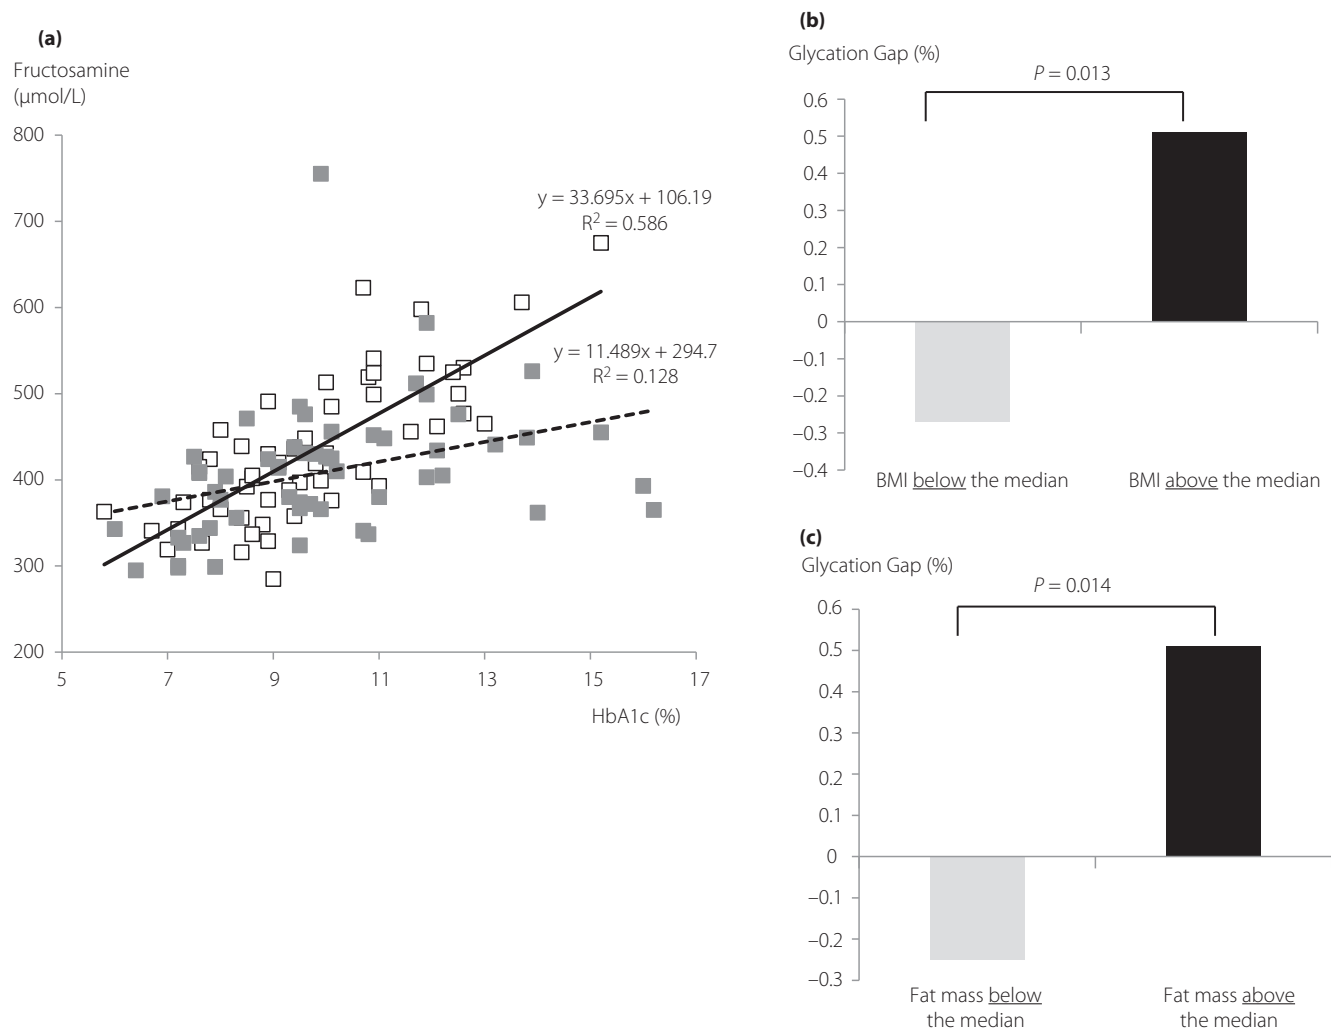 (a)
Fructosamine
(μmol/L)
800
700
600
500
400
300
200
5 7 9 11 13 15 17
HbA1c (%)
y = 33.695x + 106.19
R² = 0.586
y = 11.489x + 294.7
R² = 0.128
(b)
Glycation Gap (%)
P = 0.013
0.6
0.5
0.4
0.3
0.2
0.1
0
−0.1
−0.2
−0.3
−0.4
BMI below the median BMI above the median
(c)
Glycation Gap (%)
P = 0.014
0.6
0.5
0.4
0.3
0.2
0.1
0
−0.1
−0.2
−0.3
Fat mass below
the median
Fat mass above
the median